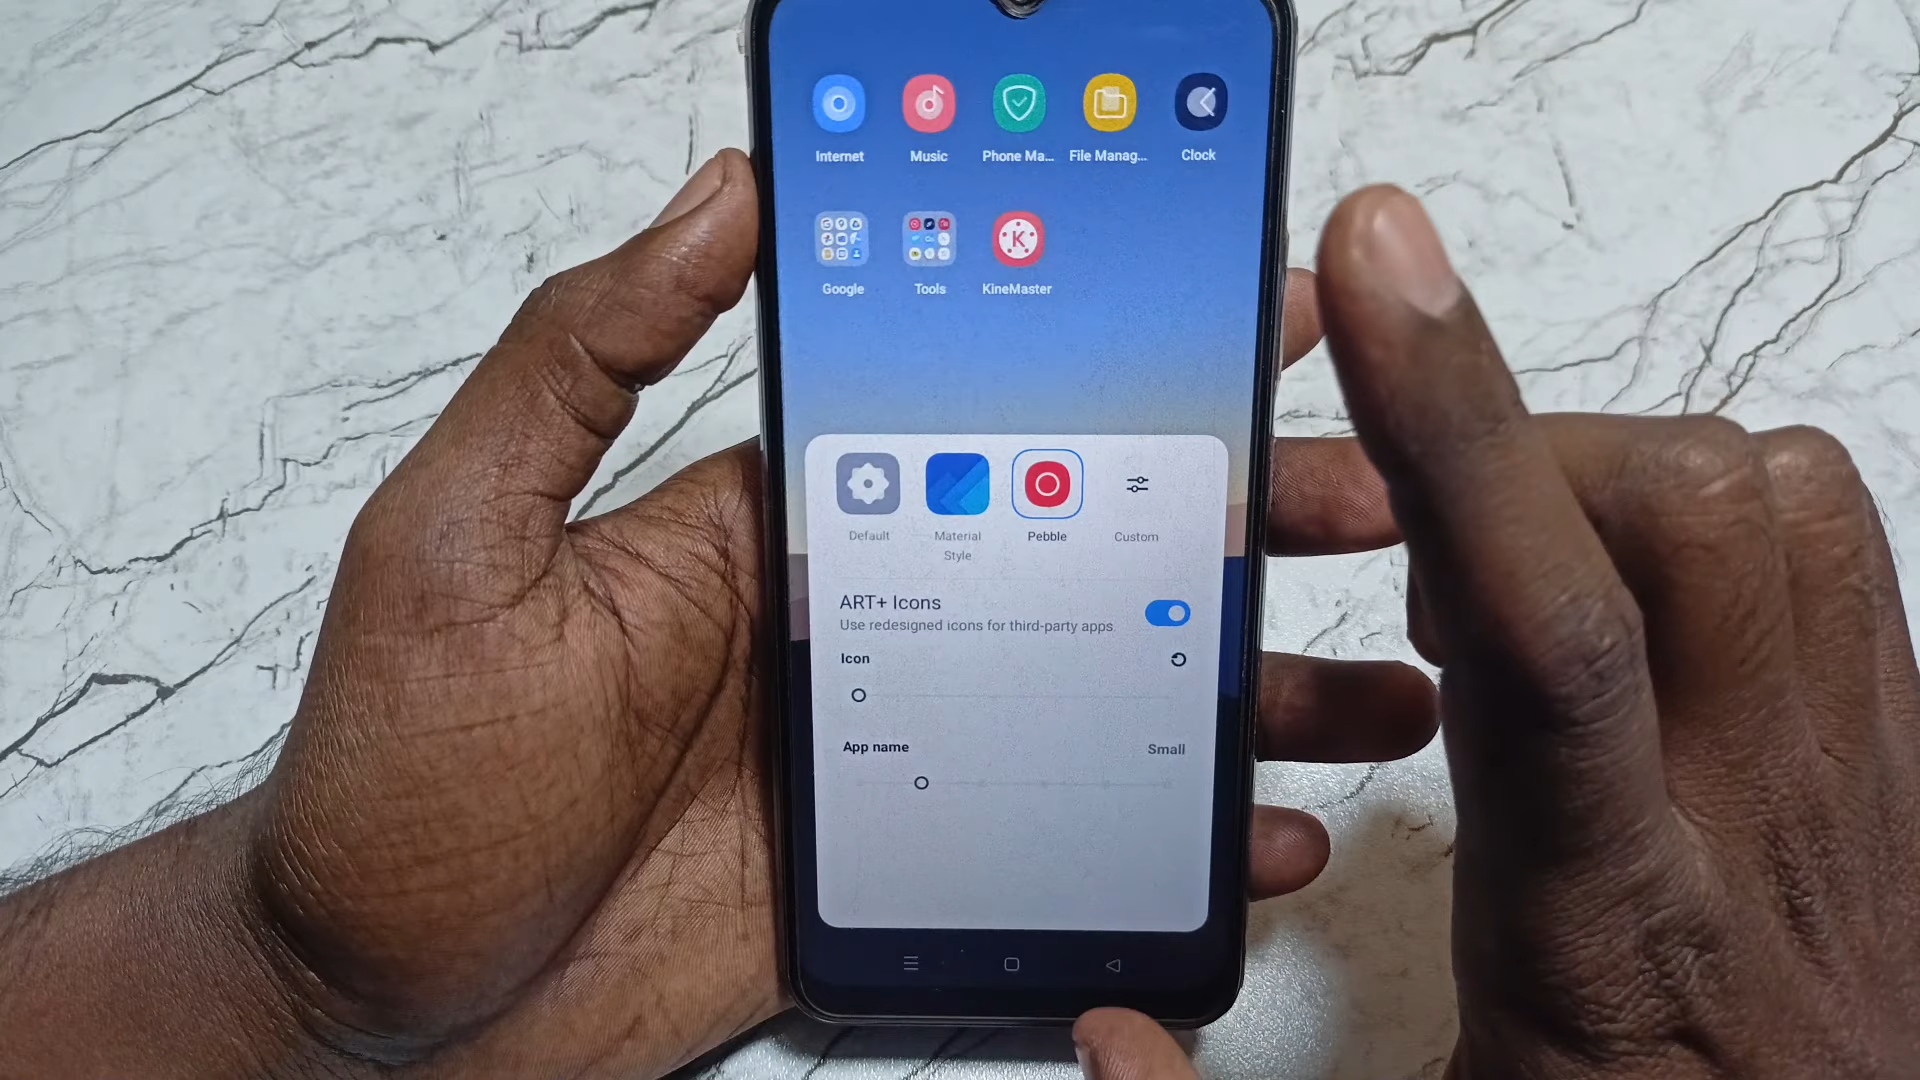 Internet Music Phone Ma... File Manag... Clock
K
Google Tools KineMaster
Default Material Style Pebble Custom
ART+ Icons
Use redesigned icons for third-party apps.
Icon
App name Small